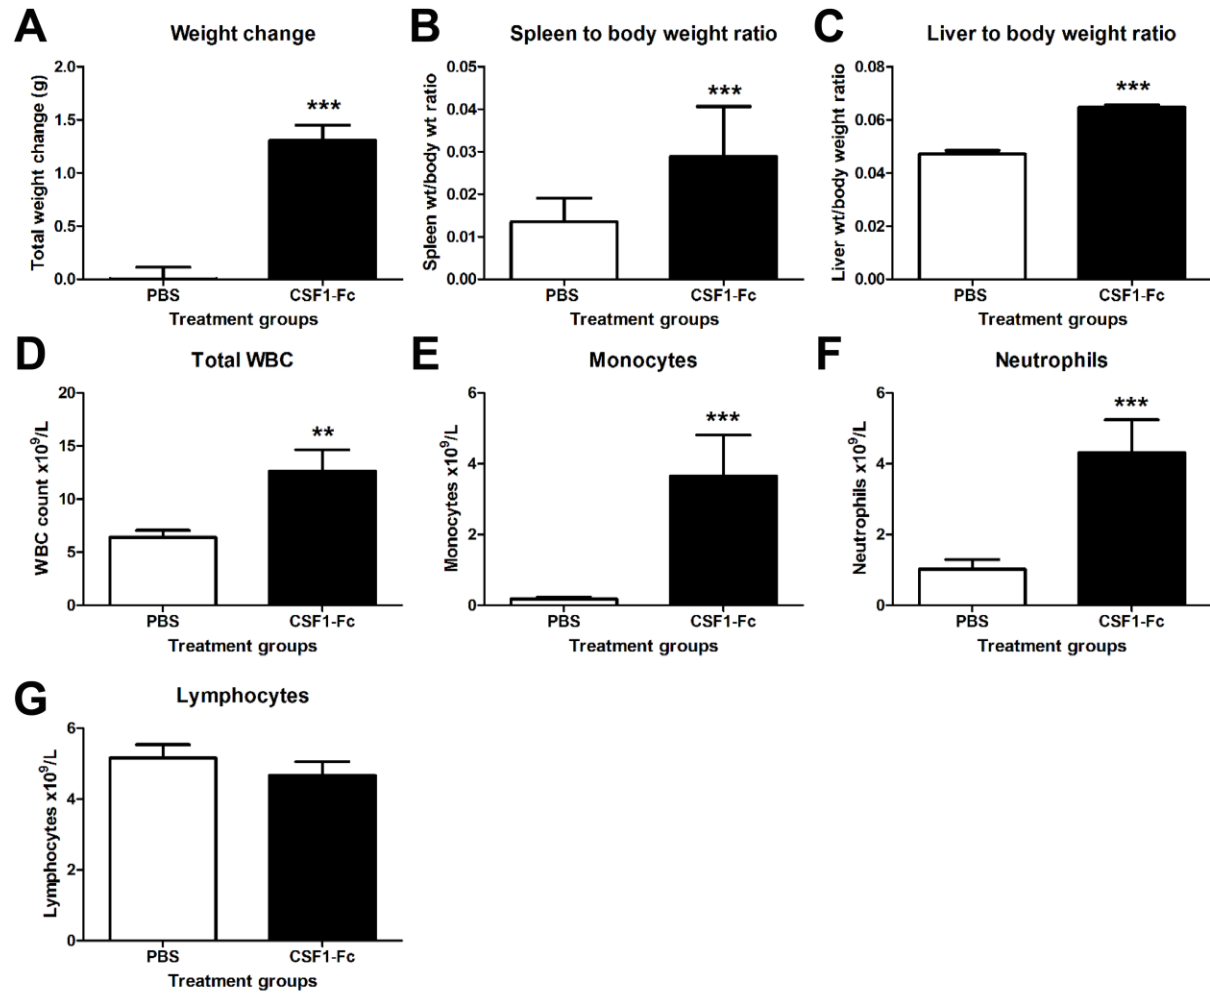 A
Weight change
Total weight change (g)
2.0
1.5
1.0
0.5
0.0
***
PBS
CSF1-Fc
Treatment groups
B
Spleen to body weight ratio
Spleen wt/body wt ratio
0.05
0.04
0.03
0.02
0.01
0.00
***
PBS
CSF1-Fc
Treatment groups
C
Liver to body weight ratio
Liver wt/body weight ratio
0.08
0.06
0.04
0.02
0.00
***
PBS
CSF1-Fc
Treatment groups
D
Total WBC
WBC count x10⁹/L
20
15
10
5
0
**
PBS
CSF1-Fc
Treatment groups
E
Monocytes
Monocytes x10⁹/L
6
4
2
0
***
PBS
CSF1-Fc
Treatment groups
F
Neutrophils
Neutrophils x10⁹/L
6
4
2
0
***
PBS
CSF1-Fc
Treatment groups
G
Lymphocytes
Lymphocytes x10⁹/L
6
4
2
0
PBS
CSF1-Fc
Treatment groups